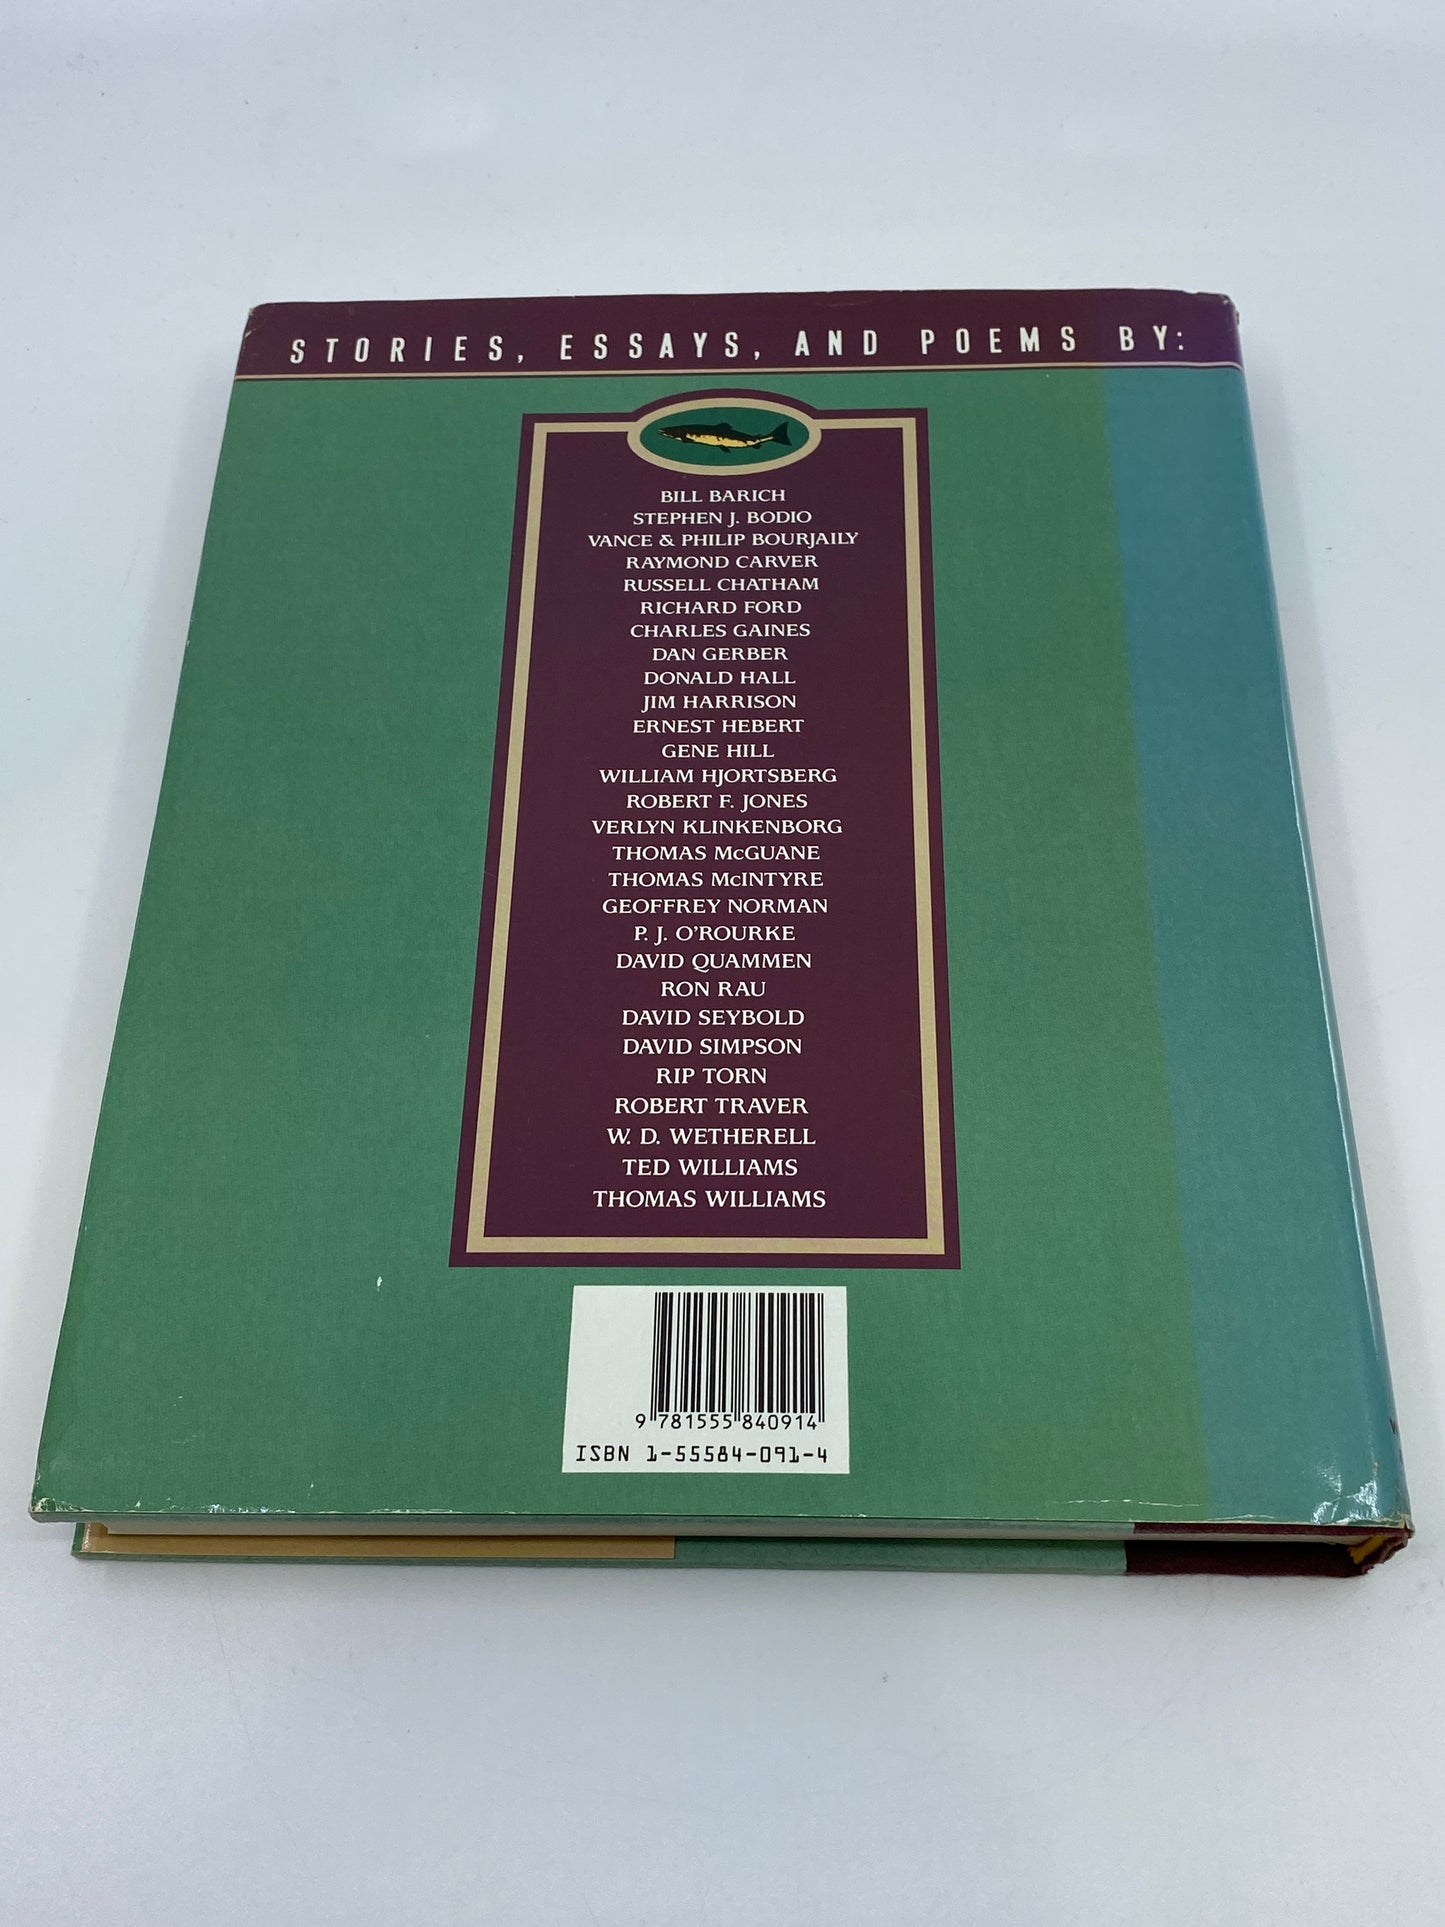 STORIES, ESSAYS, AND POEMS BY:
BILL BARICH
STEPHEN J. BODIO
VANCE & PHILIP BOURJAILY
RAYMOND CARVER
RUSSELL CHATHAM
RICHARD FORD
CHARLES GAINES
DAN GERBER
DONALD HALL
JIM HARRISON
ERNEST HEBERT
GENE HILL
WILLIAM HJORTSBERG
ROBERT F. JONES
VERLYN KLINKENBORG
THOMAS McGUANE
THOMAS McINTYRE
GEOFFREY NORMAN
P. J. O'ROURKE
DAVID QUAMMEN
RON RAU
DAVID SEYBOLD
DAVID SIMPSON
RIP TORN
ROBERT TRAVER
W. D. WETHERELL
TED WILLIAMS
THOMAS WILLIAMS
9 781555 840914
ISBN 1-55584-091-4